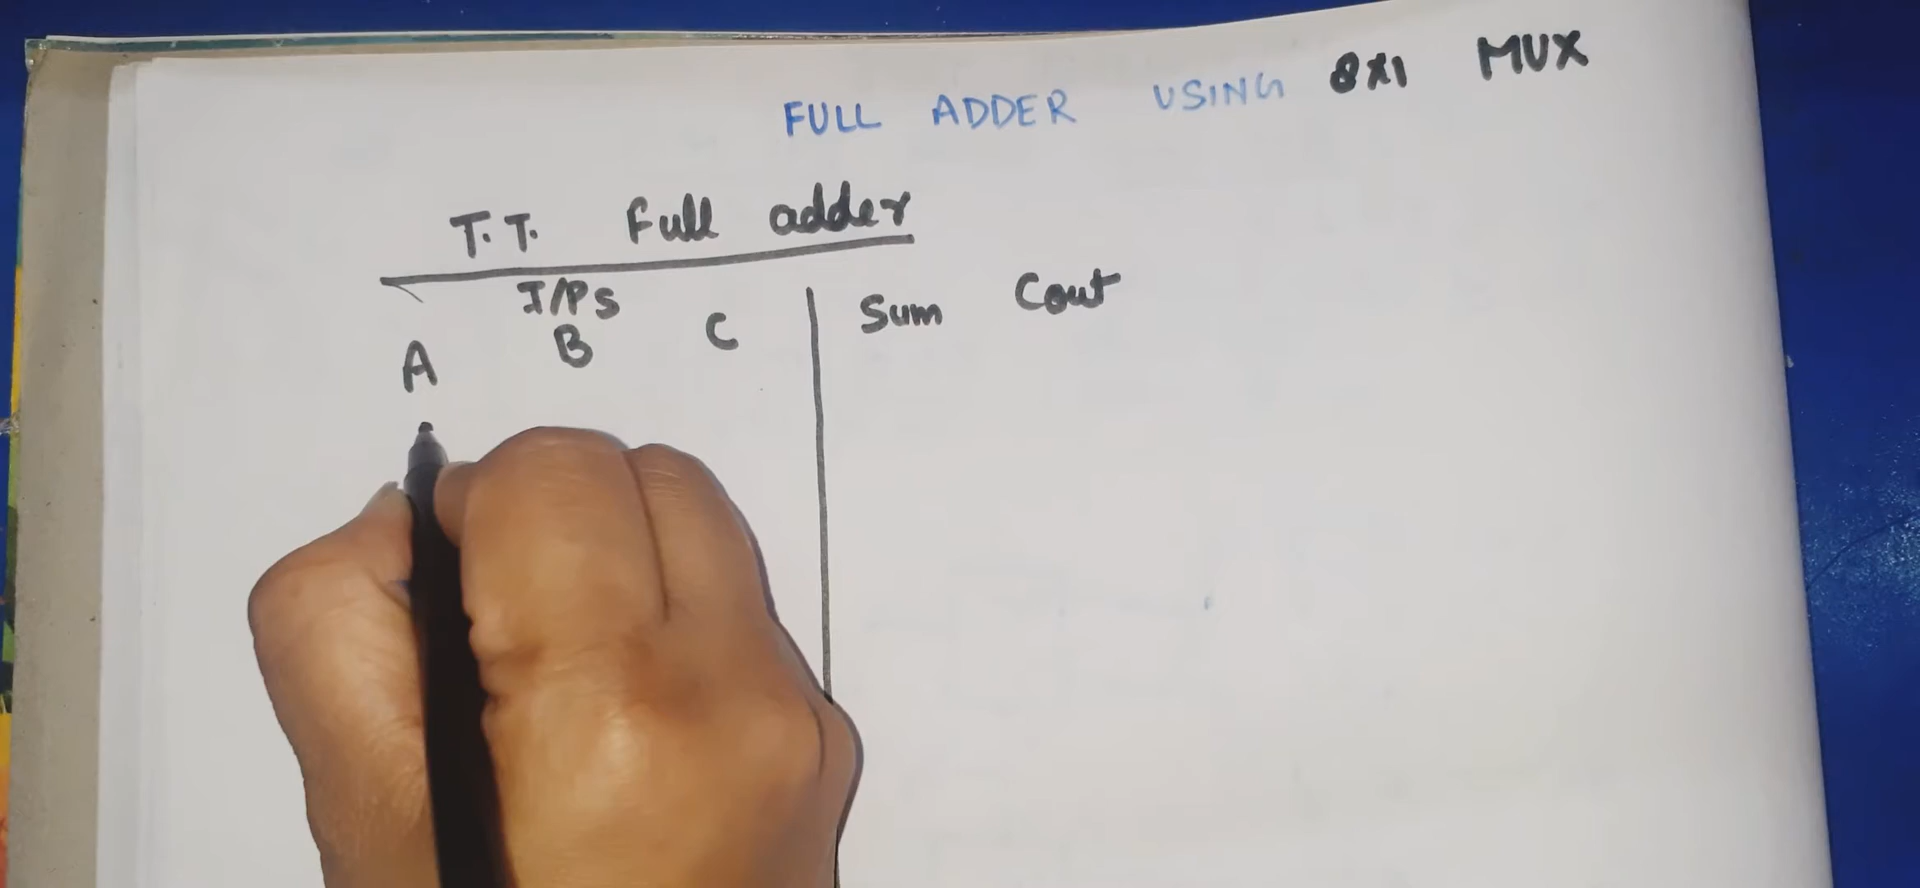 FULL ADDER USING 8X1 MUX
T.T. Full adder
I/PS
A B C Sum Cout